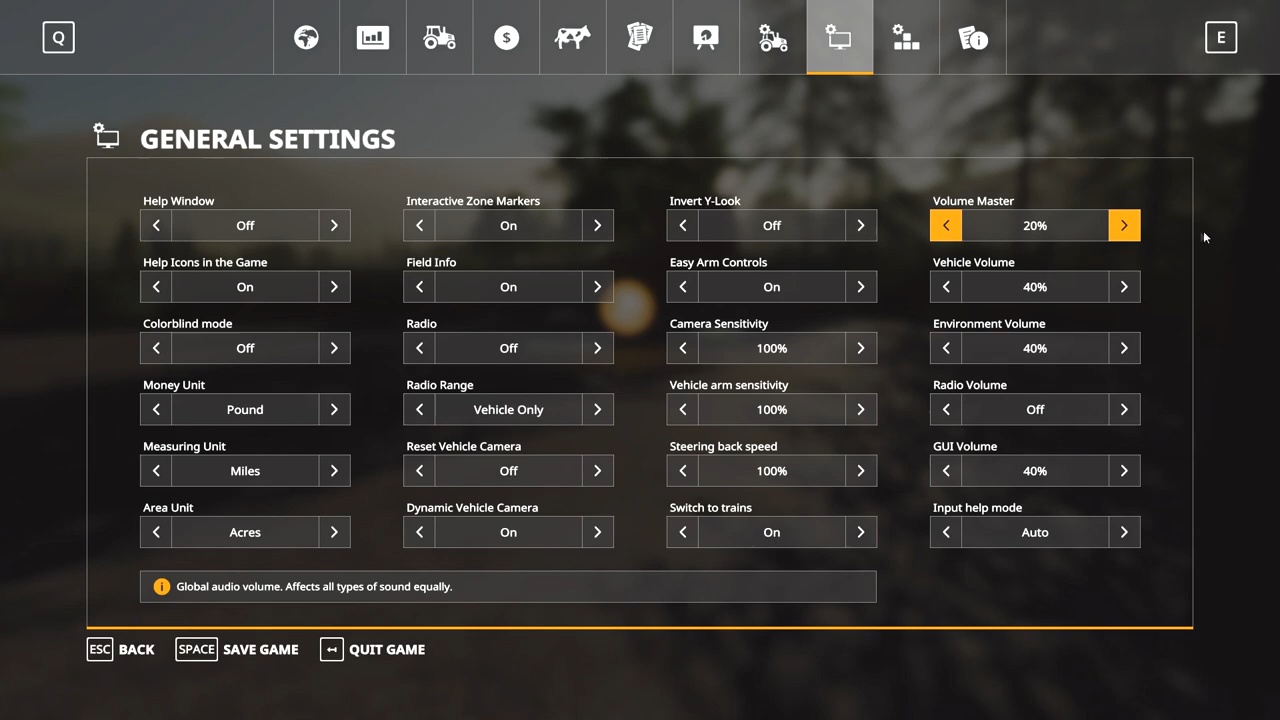 Q
$
E
GENERAL SETTINGS
Help Window
Off
Interactive Zone Markers
On
Invert Y-Look
Off
Volume Master
20%
Help Icons in the Game
On
Field Info
On
Easy Arm Controls
On
Vehicle Volume
40%
Colorblind mode
Off
Radio
Off
Camera Sensitivity
100%
Environment Volume
40%
Money Unit
Pound
Radio Range
Vehicle Only
Vehicle arm sensitivity
100%
Radio Volume
Off
Measuring Unit
Miles
Reset Vehicle Camera
Off
Steering back speed
100%
GUI Volume
40%
Area Unit
Acres
Dynamic Vehicle Camera
On
Switch to trains
On
Input help mode
Auto
Global audio volume. Affects all types of sound equally.
ESC BACK SPACE SAVE GAME QUIT GAME